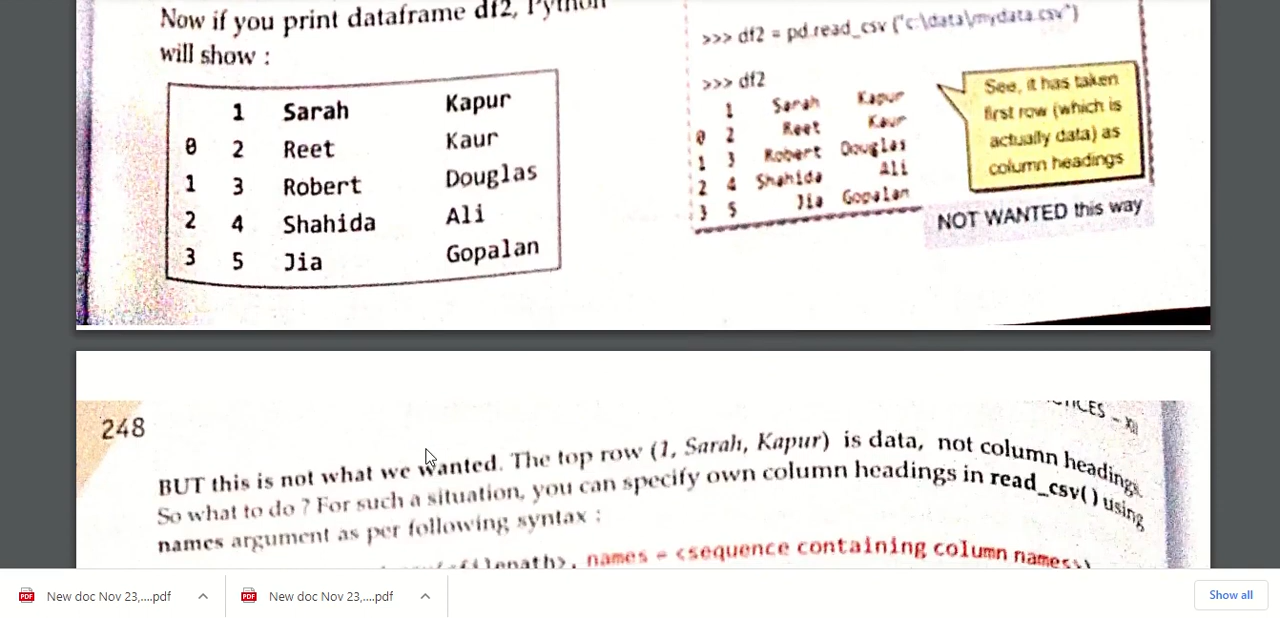 Now if you print dataframe df2, Python
will show :
1 Sarah Kapur
0 2 Reet Kaur
1 3 Robert Douglas
2 4 Shahida Ali
3 5 Jia Gopalan
>>> df2 = pd.read_csv ("c:\data\mydata.csv")
>>> df2
1 Sarah Kapur
0 2 Reet Kaur
1 3 Robert Douglas
2 4 Shahida Ali
3 5 Jia Gopalan
See, it has taken
first row (which is
actually data) as
column headings
NOT WANTED this way
248
– XII
BUT this is not what we wanted. The top row (1, Sarah, Kapur) is data, not column headings.
So what to do ? For such a situation, you can specify own column headings in read_csv( ) using
names argument as per following syntax :
names = <sequence containing column names>)
New doc Nov 23,....pdf
New doc Nov 23,....pdf
Show all